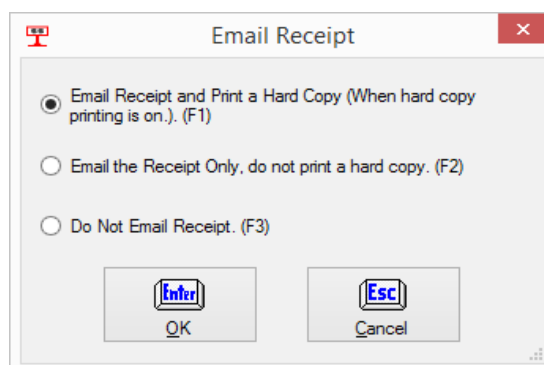 Email Receipt
Email Receipt and Print a Hard Copy (When hard copy
printing is on.). (F1)
Email the Receipt Only, do not print a hard copy. (F2)
Do Not Email Receipt. (F3)
Enter
OK
Esc
Cancel